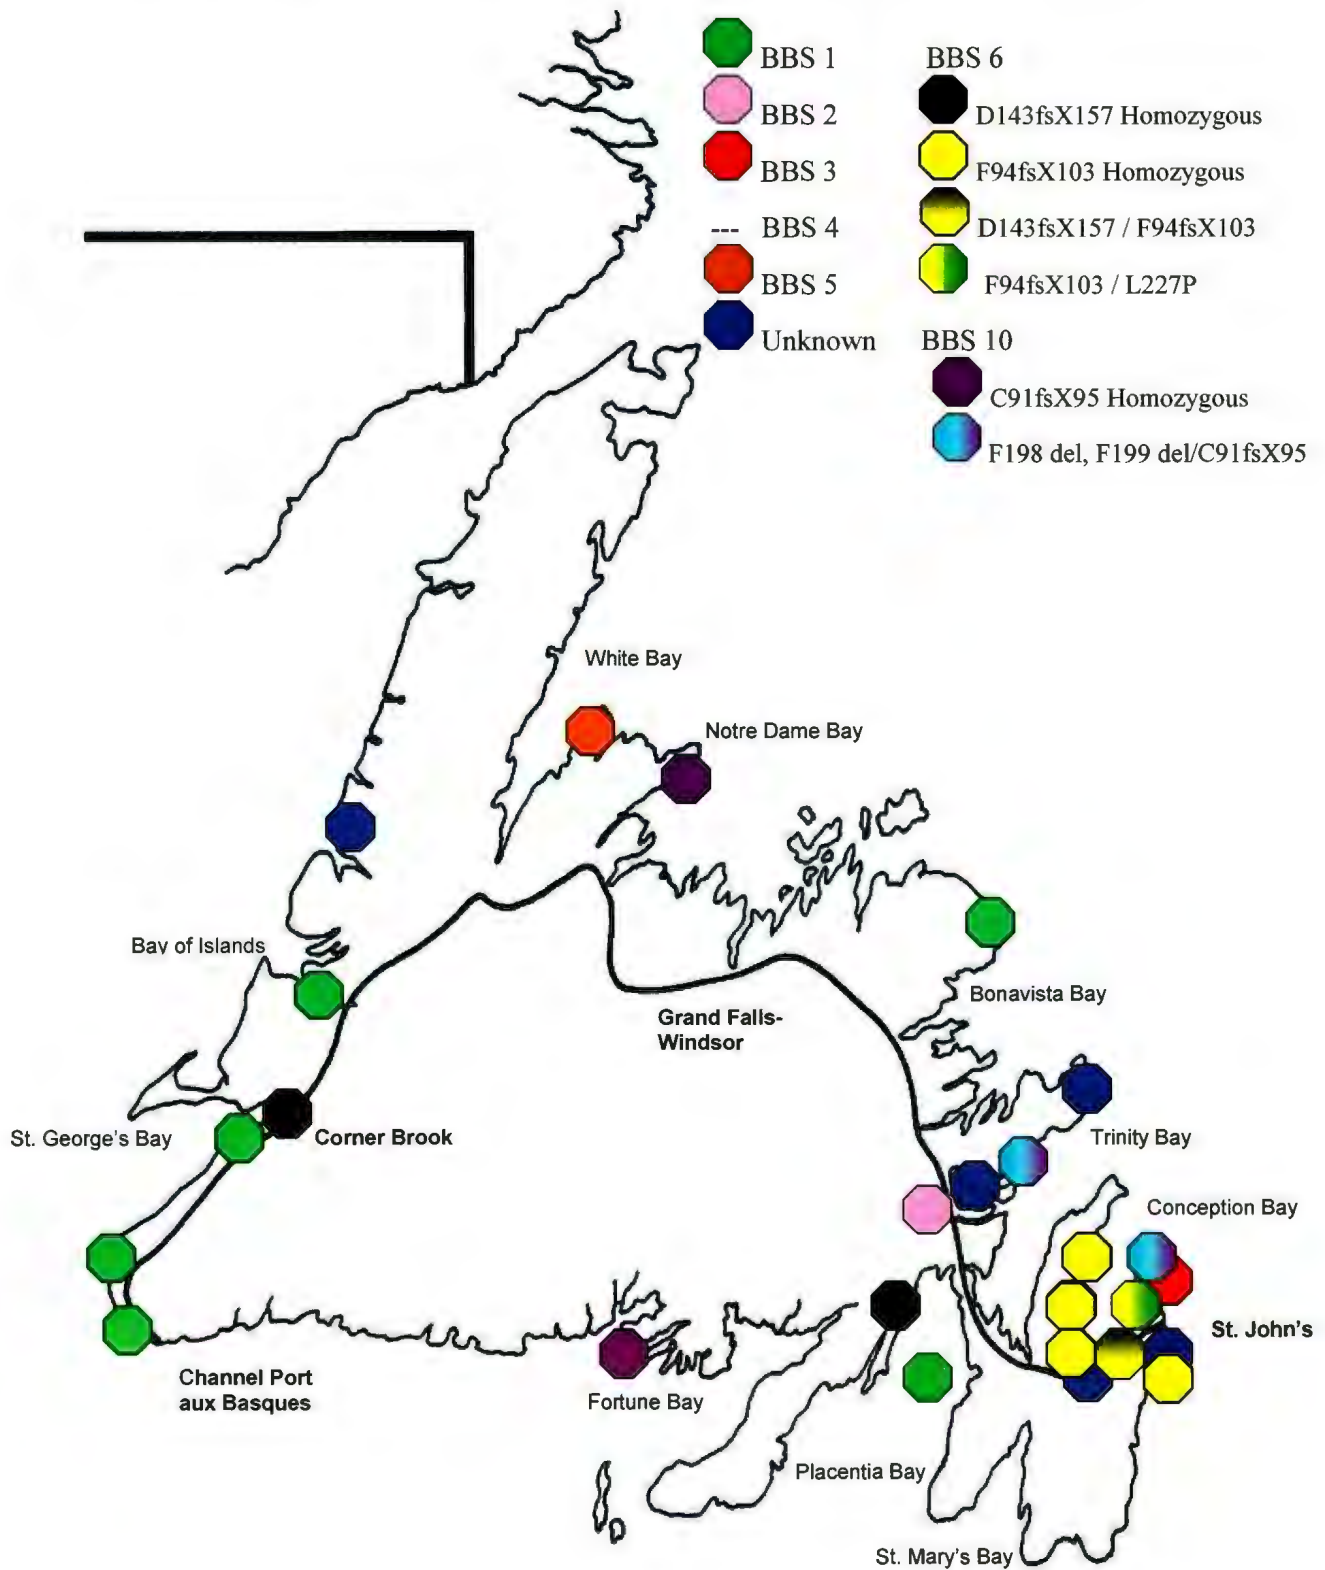 BBS 1
BBS 2
BBS 3
--- BBS 4
BBS 5
Unknown
BBS 6
D143fsX157 Homozygous
F94fsX103 Homozygous
D143fsX157 / F94fsX103
F94fsX103 / L227P
BBS 10
C91fsX95 Homozygous
F198 del, F199 del/C91fsX95
White Bay
Notre Dame Bay
Bay of Islands
Bonavista Bay
Grand Falls-
Windsor
St. George's Bay
Corner Brook
Trinity Bay
Conception Bay
St. John's
Channel Port
aux Basques
Fortune Bay
Placentia Bay
St. Mary's Bay